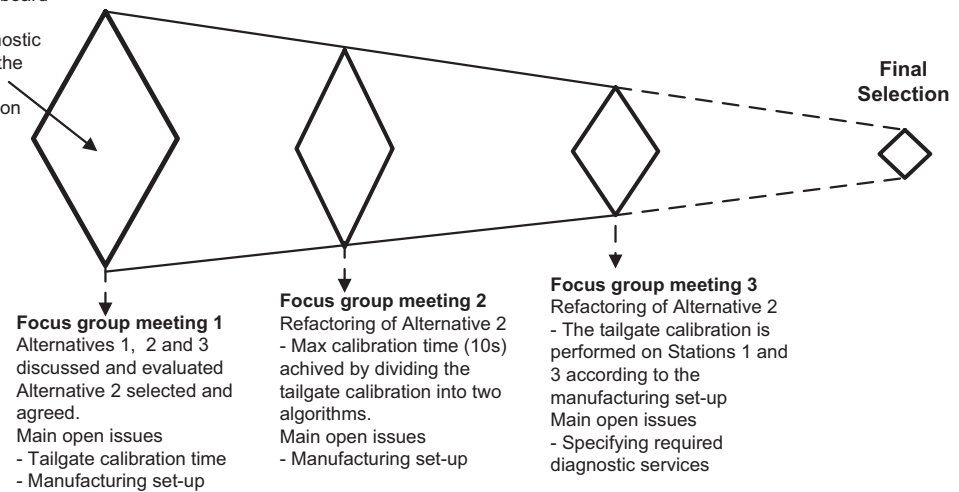 board
nostic
the
on
Final
Selection
Focus group meeting 1
Alternatives 1, 2 and 3
discussed and evaluated
Alternative 2 selected and
agreed.
Main open issues
- Tailgate calibration time
- Manufacturing set-up
Focus group meeting 2
Refactoring of Alternative 2
- Max calibration time (10s)
achived by dividing the
tailgate calibration into two
algorithms.
Main open issues
- Manufacturing set-up
Focus group meeting 3
Refactoring of Alternative 2
- The tailgate calibration is
performed on Stations 1 and
3 according to the
manufacturing set-up
Main open issues
- Specifying required
diagnostic services